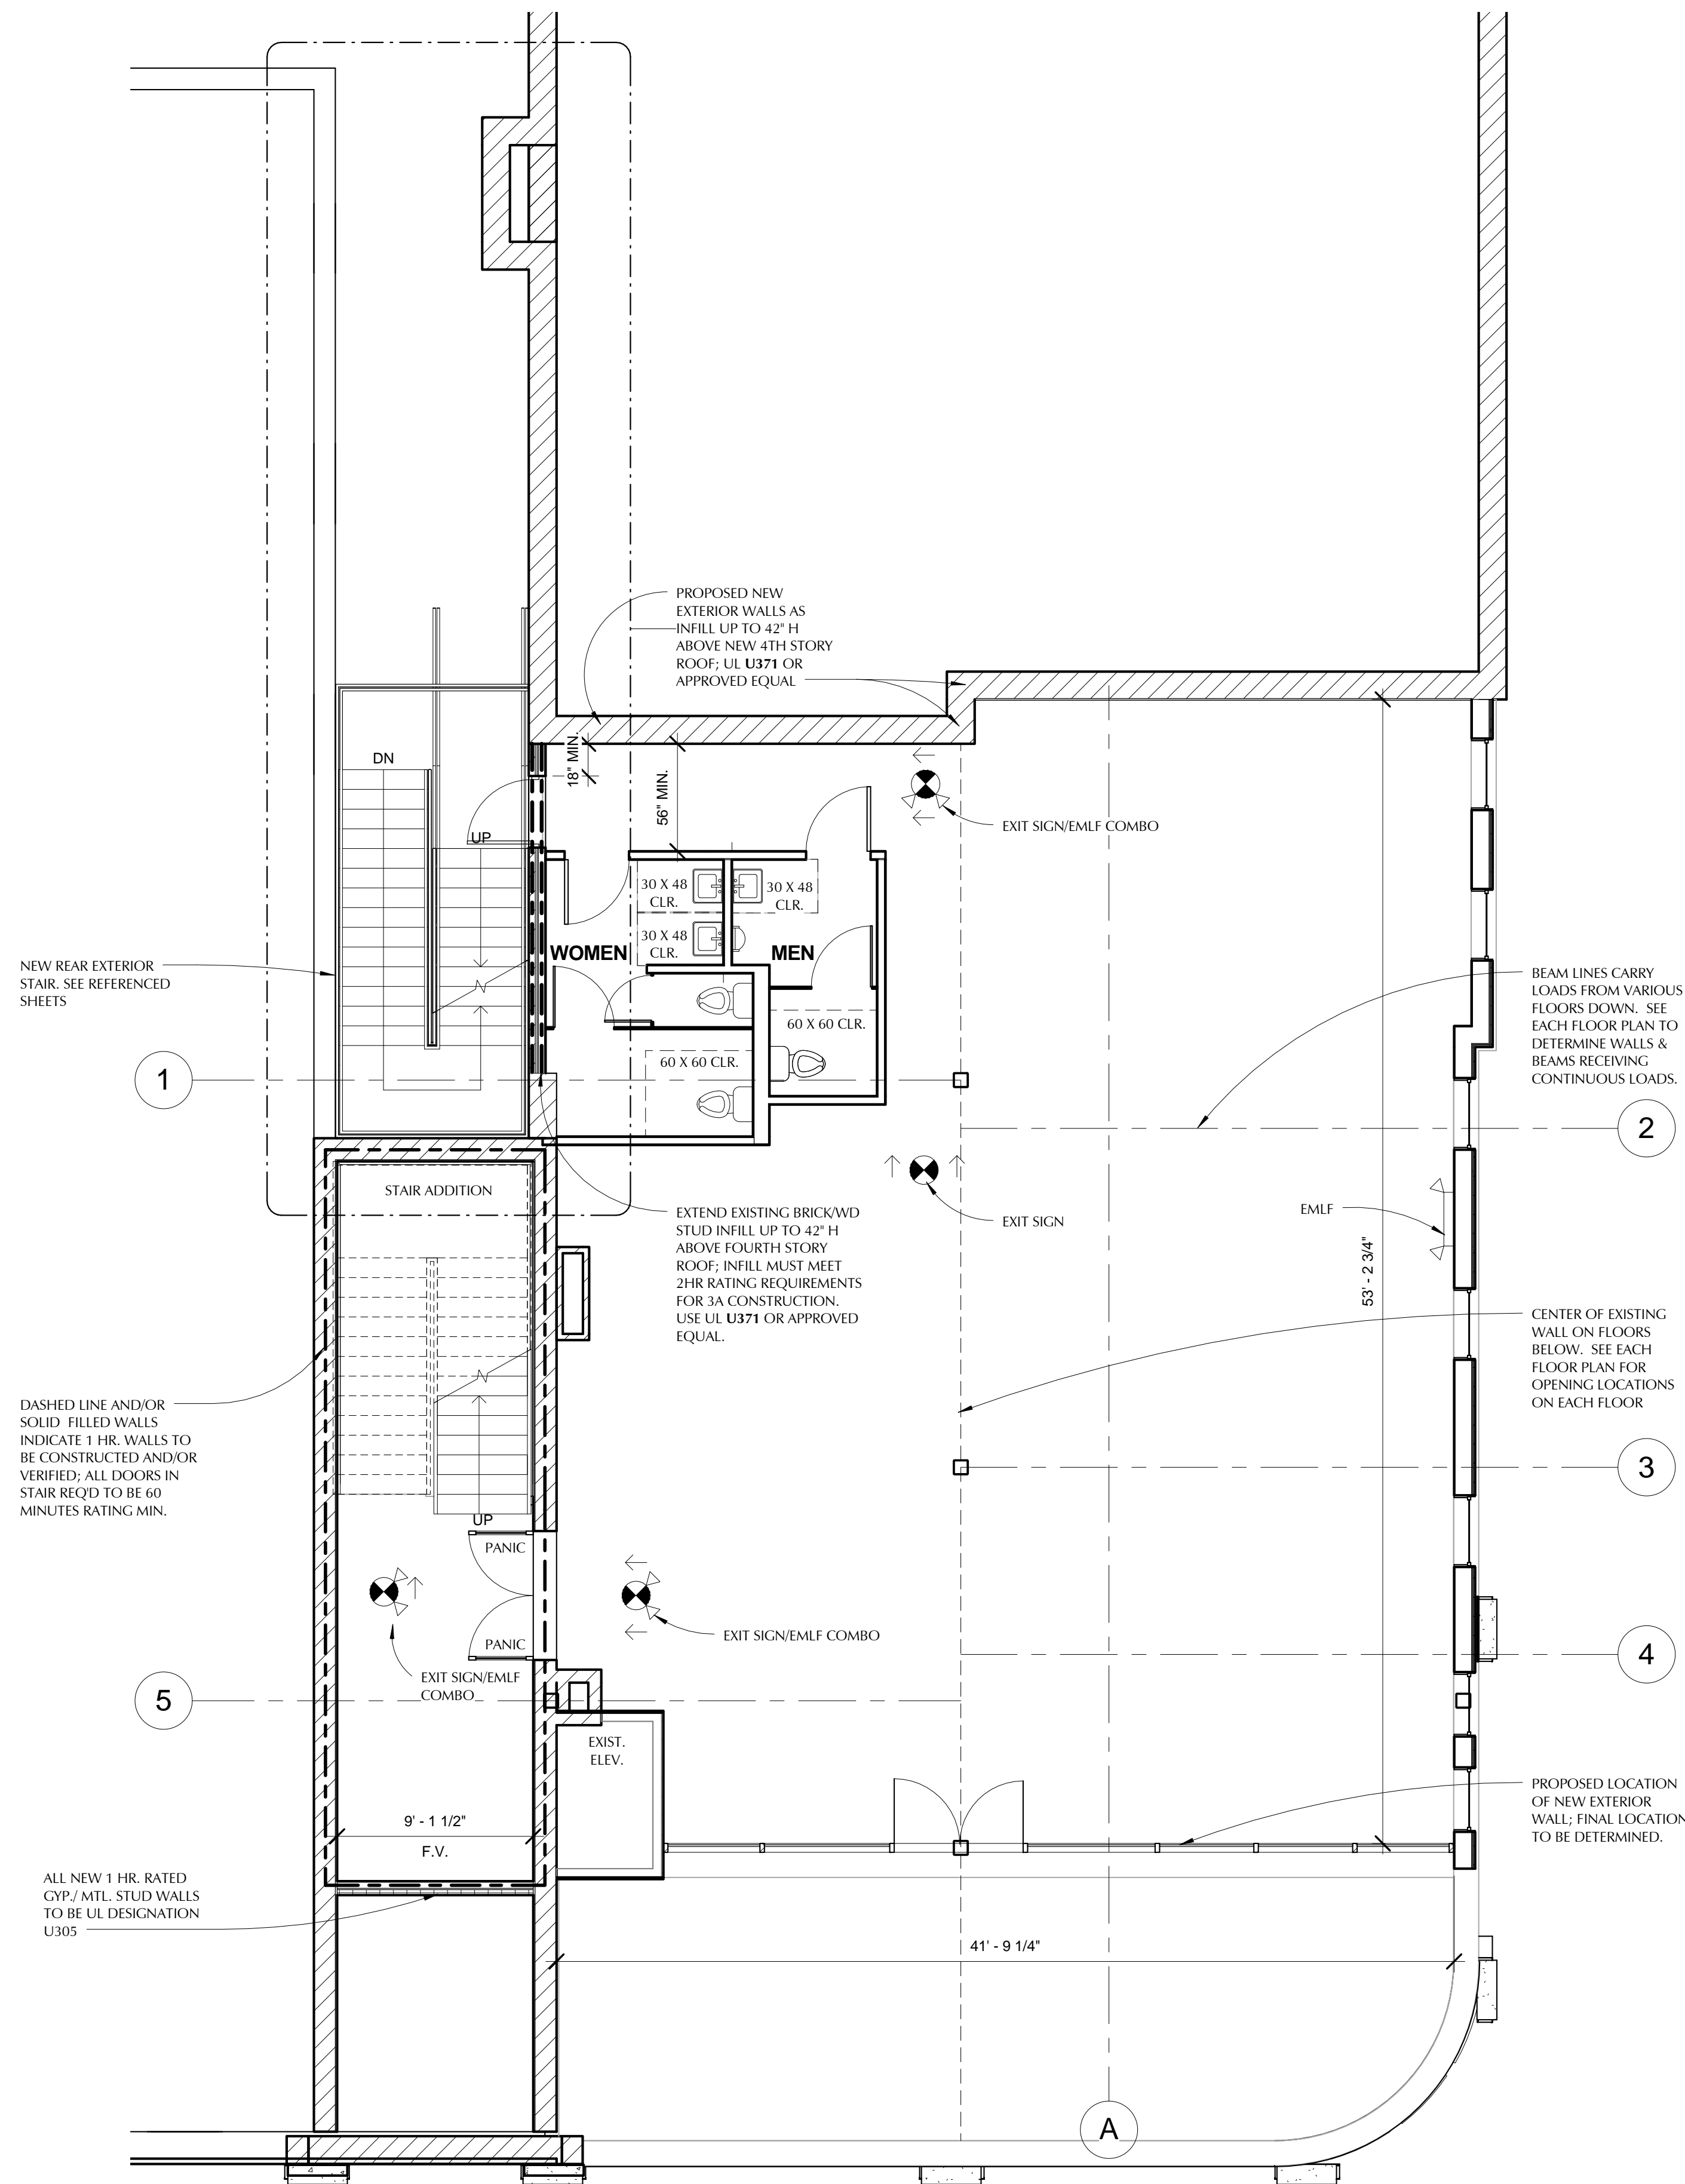 PROPOSED NEW
EXTERIOR WALLS AS
INFILL UP TO 42" H
ABOVE NEW 4TH STORY
ROOF; UL U371 OR
APPROVED EQUAL
DN
UP
18" MIN.
56" MIN.
EXIT SIGN/EMLF COMBO
30 X 48
CLR.
30 X 48
CLR.
30 X 48
CLR.
WOMEN
MEN
60 X 60 CLR.
60 X 60 CLR.
NEW REAR EXTERIOR
STAIR. SEE REFERENCED
SHEETS
BEAM LINES CARRY
LOADS FROM VARIOUS
FLOORS DOWN. SEE
EACH FLOOR PLAN TO
DETERMINE WALLS &
BEAMS RECEIVING
CONTINUOUS LOADS.
1
2
STAIR ADDITION
EXTEND EXISTING BRICK/WD
STUD INFILL UP TO 42" H
ABOVE FOURTH STORY
ROOF; INFILL MUST MEET
2HR RATING REQUIREMENTS
FOR 3A CONSTRUCTION.
USE UL U371 OR APPROVED
EQUAL.
EXIT SIGN
EMLF
53' - 2 3/4"
CENTER OF EXISTING
WALL ON FLOORS
BELOW. SEE EACH
FLOOR PLAN FOR
OPENING LOCATIONS
ON EACH FLOOR
DASHED LINE AND/OR
SOLID FILLED WALLS
INDICATE 1 HR. WALLS TO
BE CONSTRUCTED AND/OR
VERIFIED; ALL DOORS IN
STAIR REQ'D TO BE 60
MINUTES RATING MIN.
3
UP
PANIC
PANIC
EXIT SIGN/EMLF COMBO
EXIT SIGN/EMLF
COMBO
4
5
EXIST.
ELEV.
PROPOSED LOCATION
OF NEW EXTERIOR
WALL; FINAL LOCATION
TO BE DETERMINED.
9' - 1 1/2"
F.V.
ALL NEW 1 HR. RATED
GYP./ MTL. STUD WALLS
TO BE UL DESIGNATION
U305
41' - 9 1/4"
A